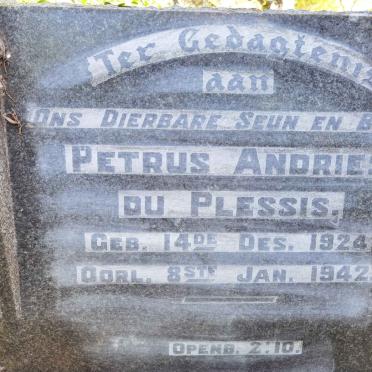 Ter Gedagtenis
aan
Ons Dierbare Seun en
Petrus Andries
du Plessis,
Geb. 14de Des. 1924
Oorl. 8ste Jan. 1942
Openb. 2:10.